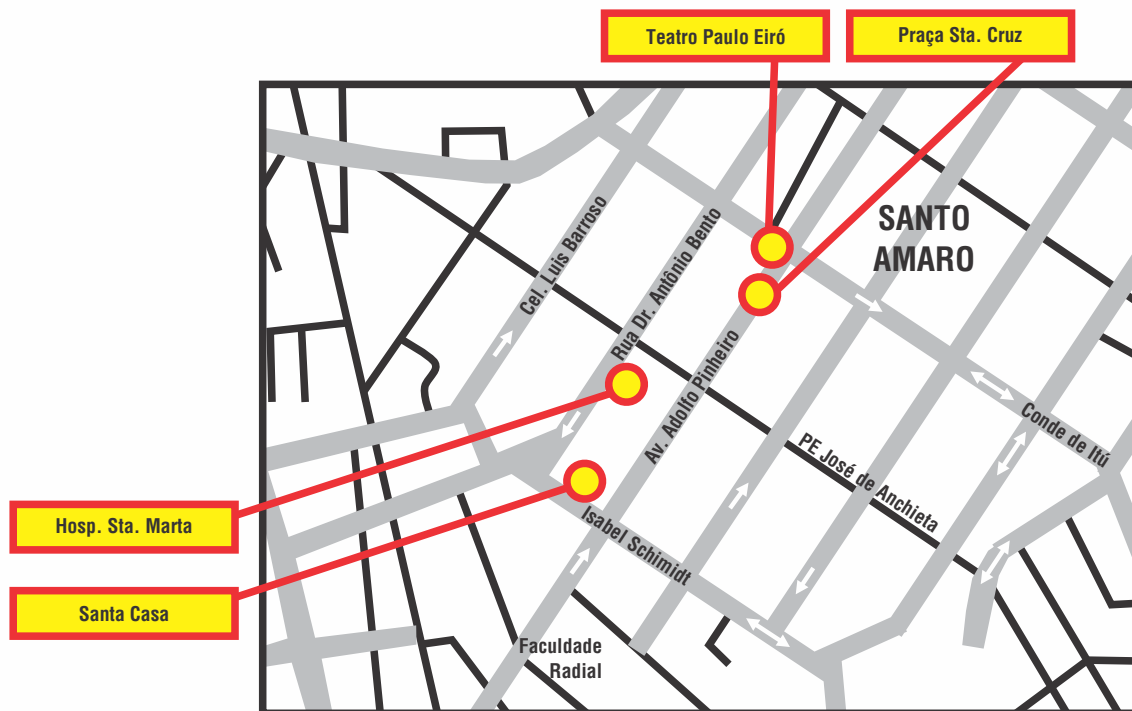 Teatro Paulo Eiró
Praça Sta. Cruz
SANTO
AMARO
Cel. Luis Barroso
Rua Dr. Antônio Bento
Av. Adolfo Pinheiro
Conde de Itú
PE José de Anchieta
Isabel Schimidt
Hosp. Sta. Marta
Santa Casa
Faculdade
Radial